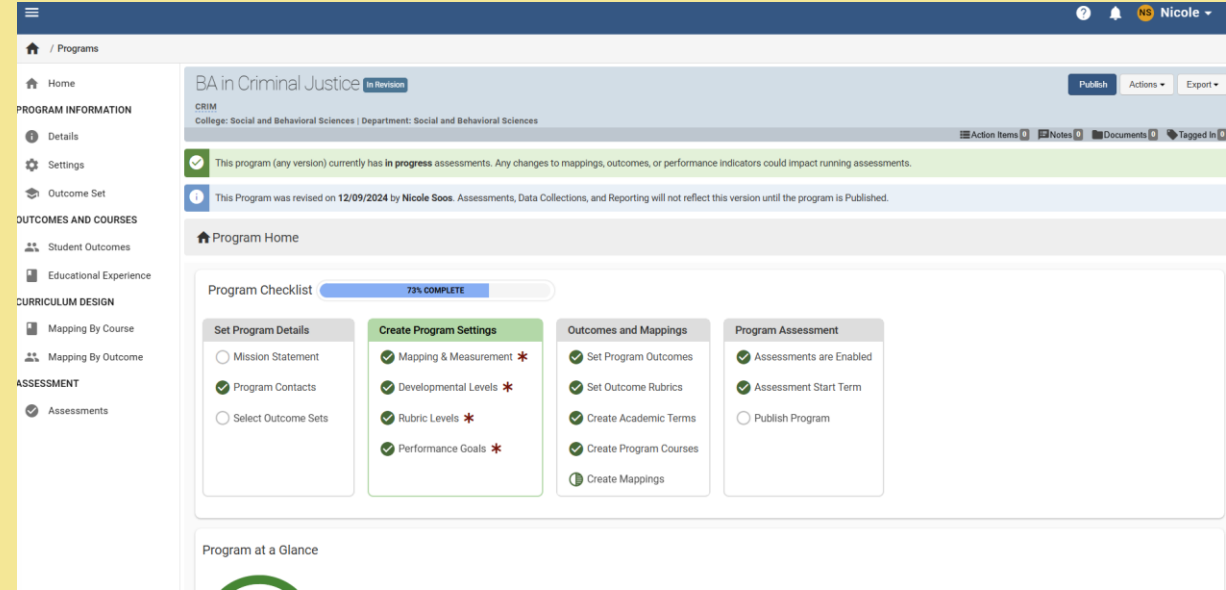 ? NS Nicole
/ Programs
Home
PROGRAM INFORMATION
Details
Settings
Outcome Set
OUTCOMES AND COURSES
Student Outcomes
Educational Experience
CURRICULUM DESIGN
Mapping By Course
Mapping By Outcome
ASSESSMENT
Assessments
BA in Criminal Justice In Revision
Publish Actions Export
CRIM
College: Social and Behavioral Sciences | Department: Social and Behavioral Sciences
Action Items 0 Notes 0 Documents 0 Tagged In 0
This program (any version) currently has in progress assessments. Any changes to mappings, outcomes, or performance indicators could impact running assessments.
This Program was revised on 12/09/2024 by Nicole Soos. Assessments, Data Collections, and Reporting will not reflect this version until the program is Published.
Program Home
Program Checklist 73% COMPLETE
Set Program Details
Mission Statement
Program Contacts
Select Outcome Sets
Create Program Settings
Mapping & Measurement *
Developmental Levels *
Rubric Levels *
Performance Goals *
Outcomes and Mappings
Set Program Outcomes
Set Outcome Rubrics
Create Academic Terms
Create Program Courses
Create Mappings
Program Assessment
Assessments are Enabled
Assessment Start Term
Publish Program
Program at a Glance